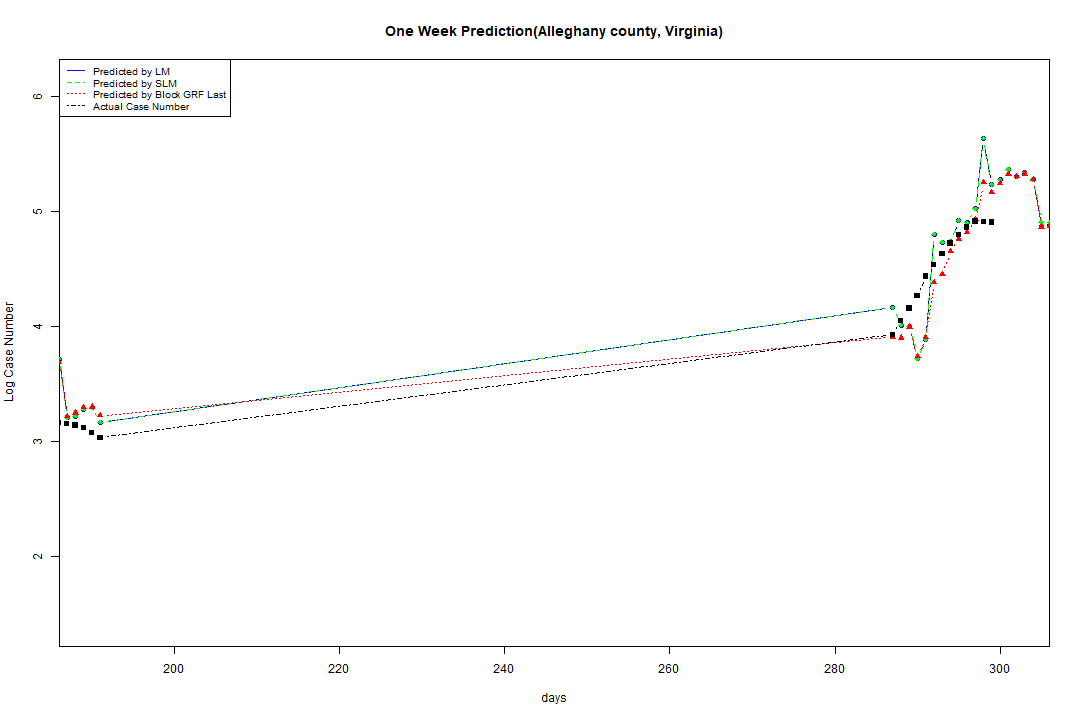 One Week Prediction(Alleghany county, Virginia)
Predicted by LM
Predicted by SLM
Predicted by Block GRF Last
Actual Case Number
6
5
4
3
2
Log Case Number
200 220 240 260 280 300
days